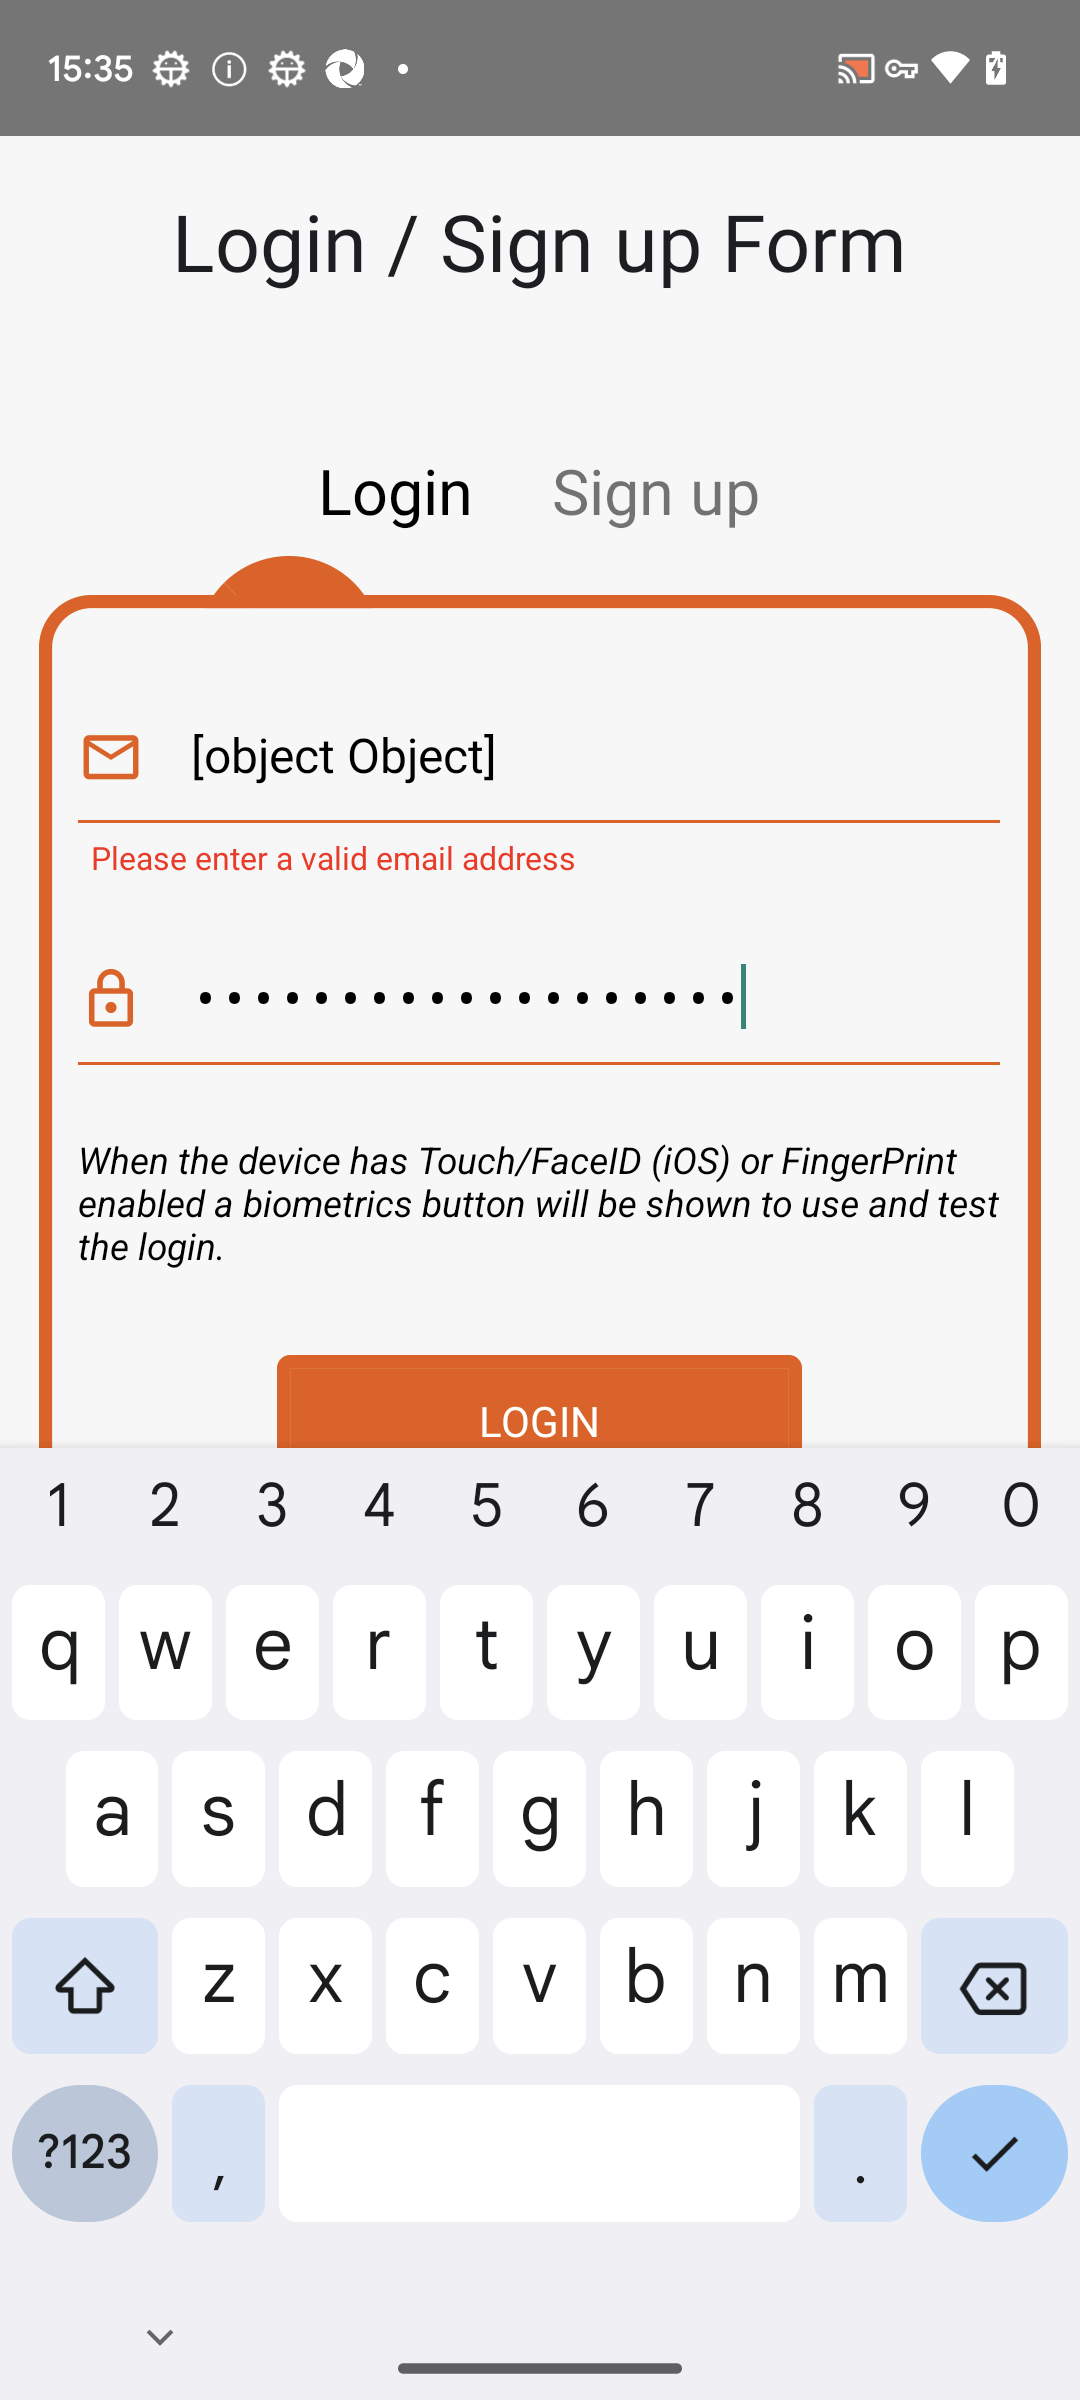 15:35
Login / Sign up Form
Login Sign up
[object Object]
Please enter a valid email address
•••••••••••••••••••
When the device has Touch/FaceID (iOS) or FingerPrint
enabled a biometrics button will be shown to use and test
the login.
LOGIN
1 2 3 4 5 6 7 8 9 0
q w e r t y u i o p
a s d f g h j k l
z x c v b n m
?123 , .